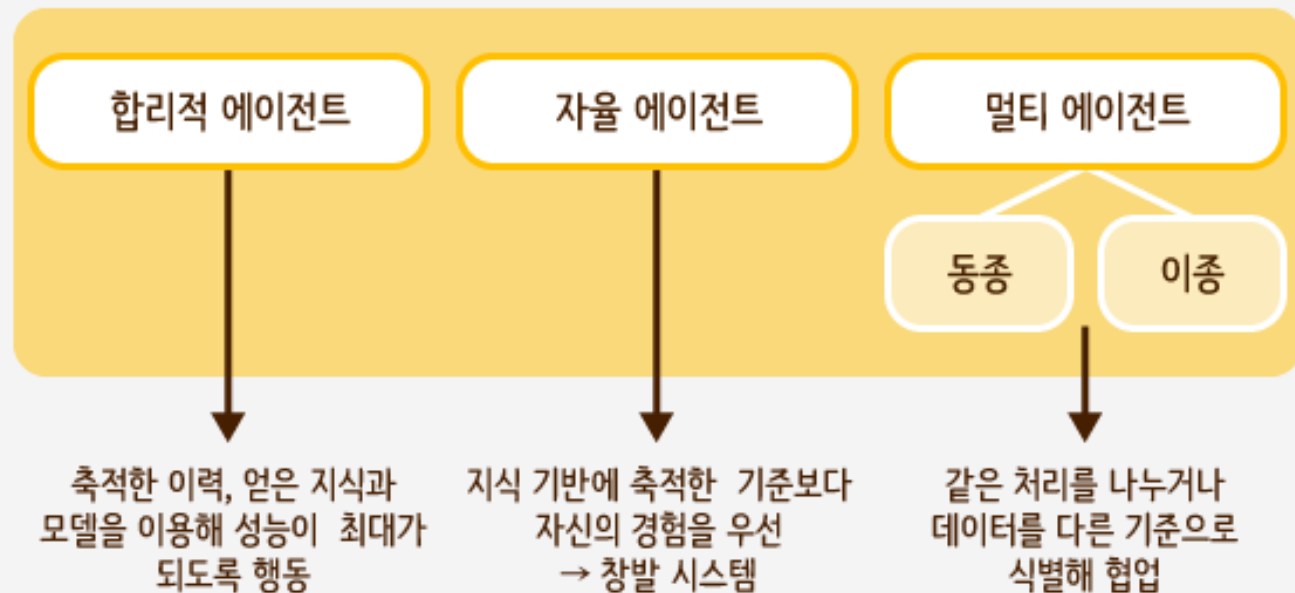 합리적 에이전트
자율 에이전트
멀티 에이전트
동종
이종
축적한 이력, 얻은 지식과
모델을 이용해 성능이 최대가
되도록 행동
지식 기반에 축적한 기준보다
자신의 경험을 우선
→ 창발 시스템
같은 처리를 나누거나
데이터를 다른 기준으로
식별해 협업